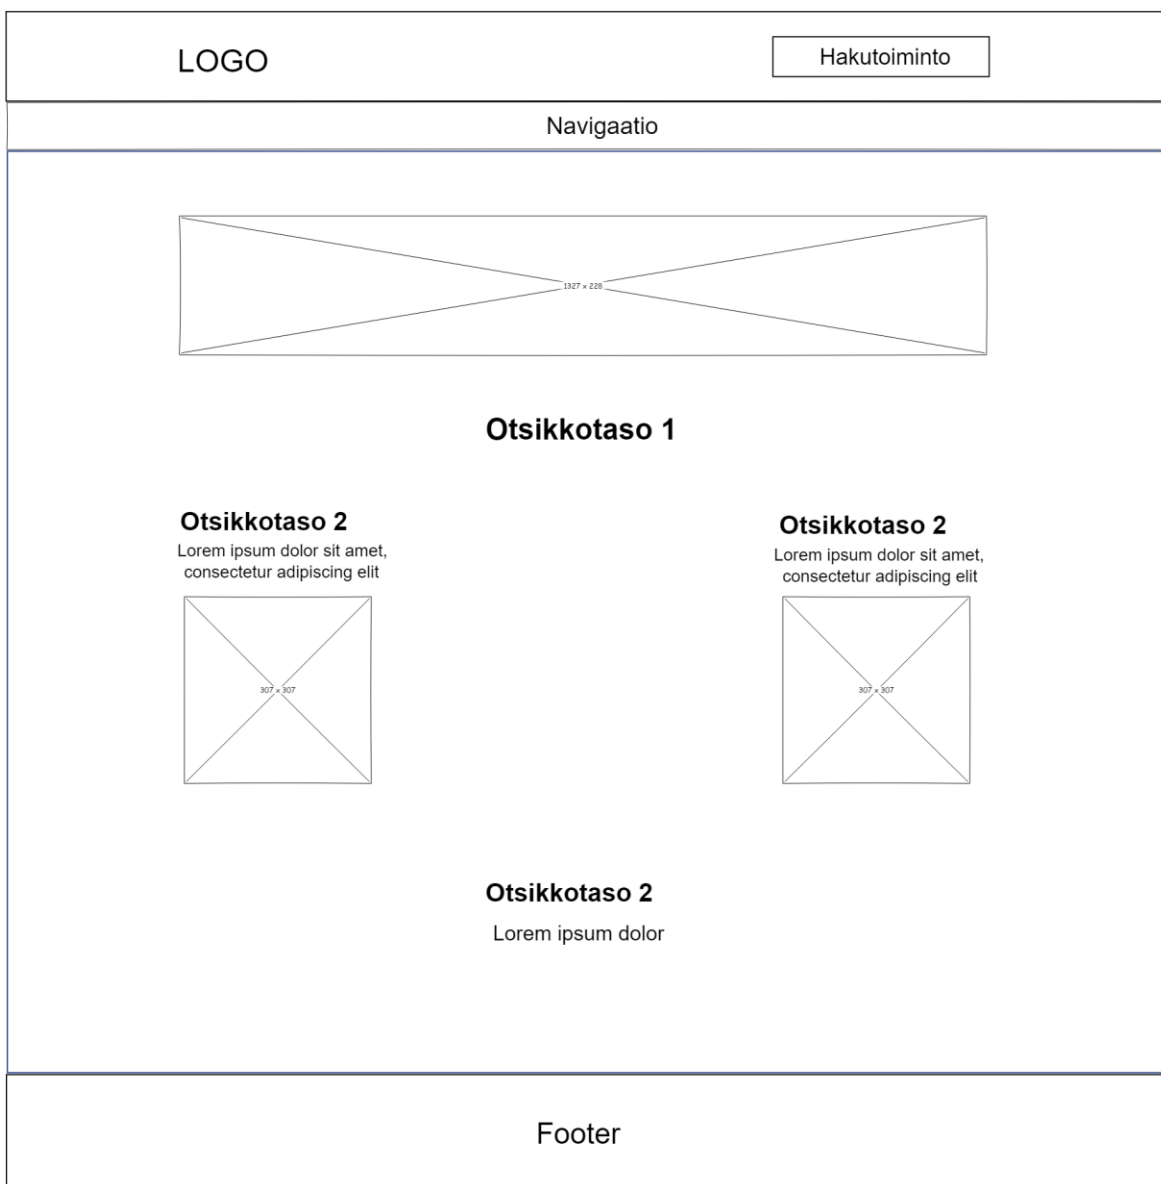 LOGO
Hakutoiminto
Navigaatio
1327 x 228
Otsikkotaso 1
Otsikkotaso 2
Lorem ipsum dolor sit amet,
consectetur adipiscing elit
307 x 307
Otsikkotaso 2
Lorem ipsum dolor sit amet,
consectetur adipiscing elit
307 x 307
Otsikkotaso 2
Lorem ipsum dolor
Footer